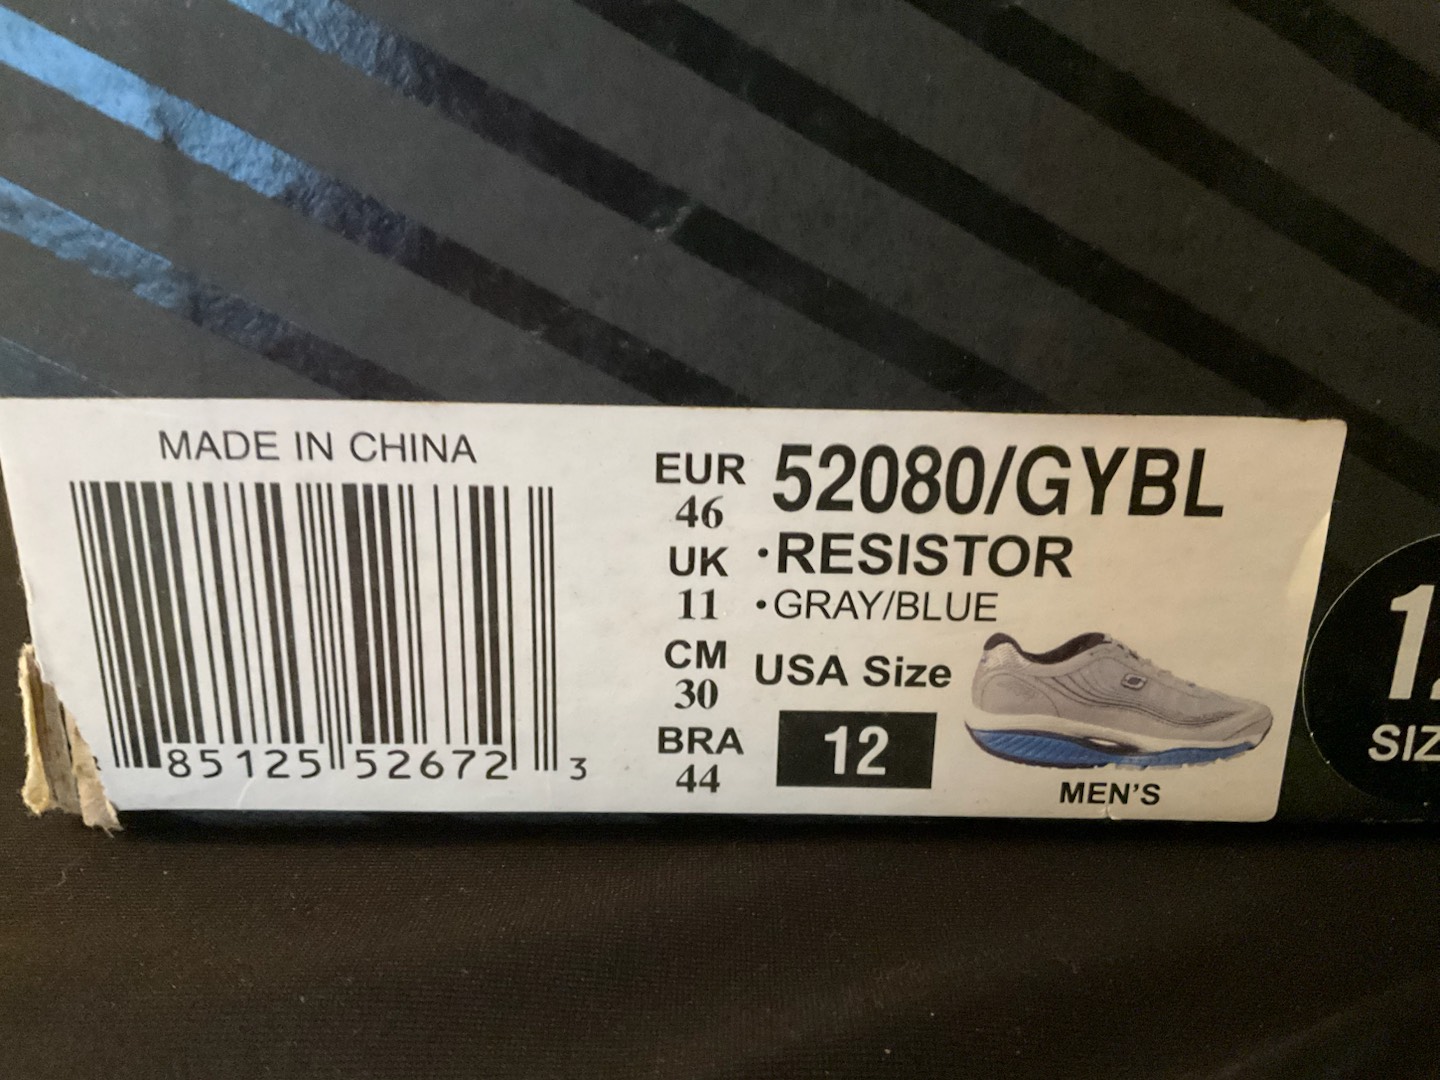 MADE IN CHINA
85125 52672 3
EUR
46
UK
11
CM
30
BRA
44
52080/GYBL
·RESISTOR
·GRAY/BLUE
USA Size
12
MEN'S